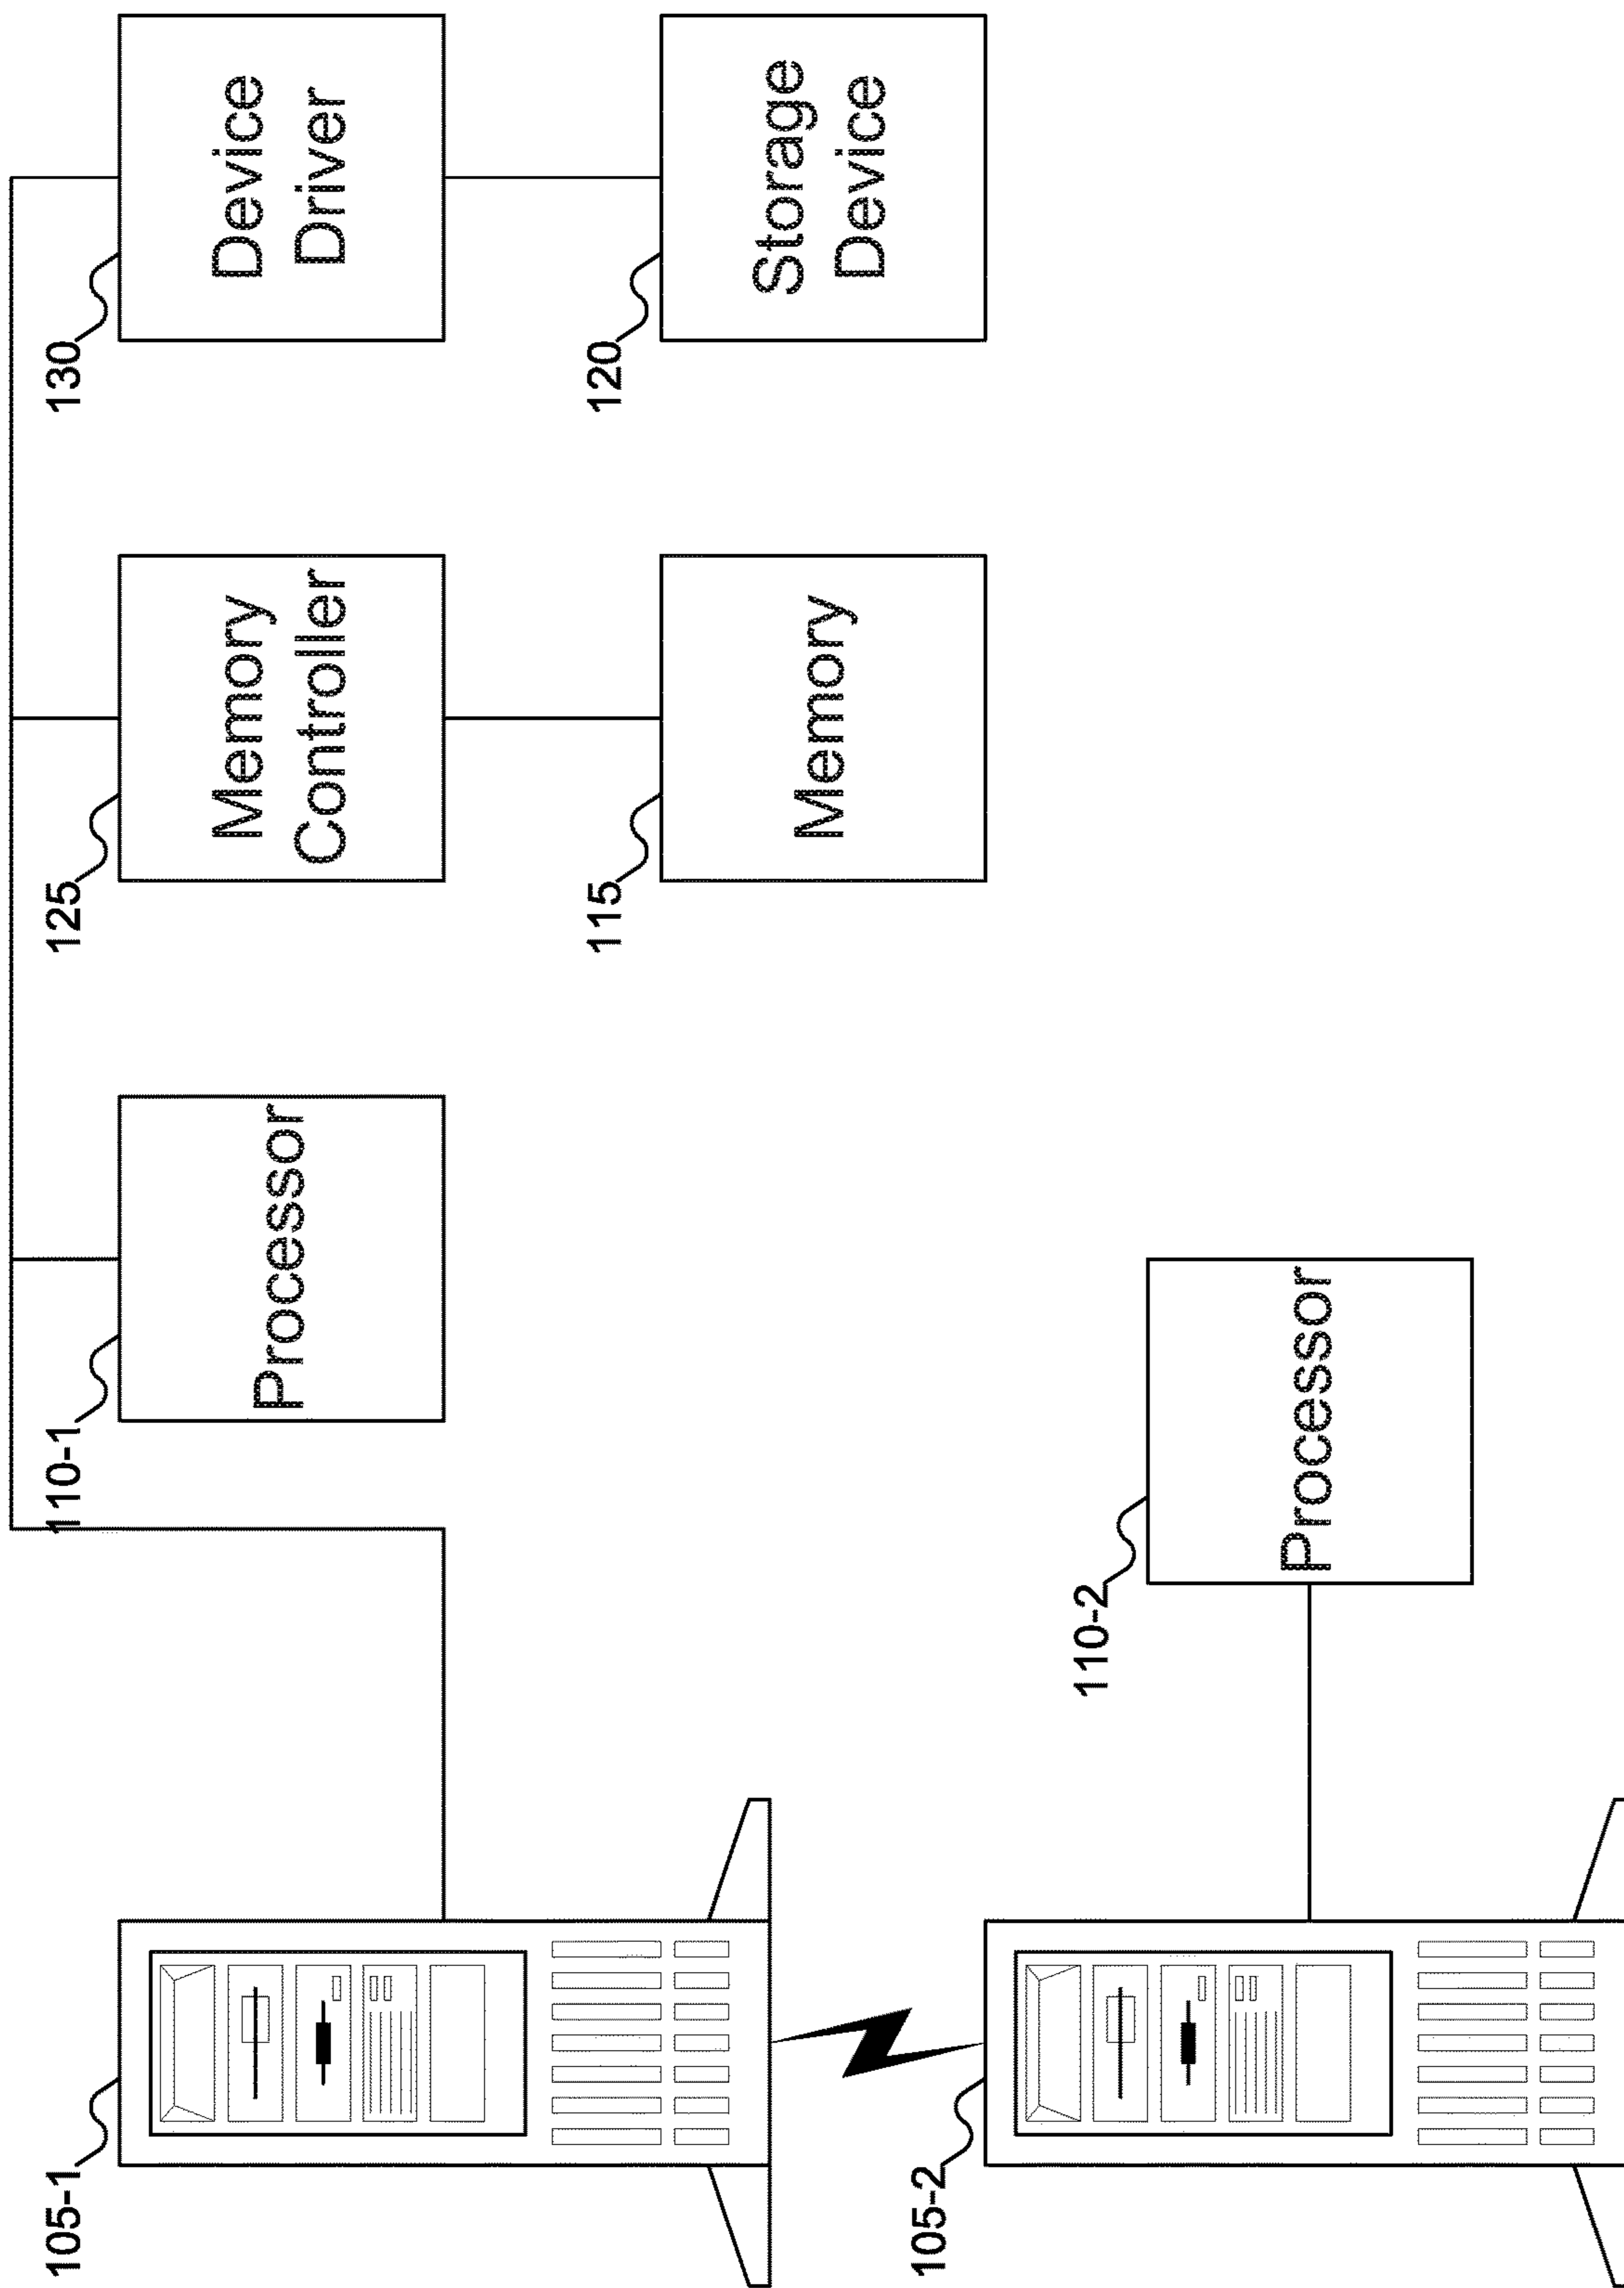 105-1
110-1
Processor
125
Memory
Controller
130
Device
Driver
115
Memory
120
Storage
Device
105-2
110-2
Processor